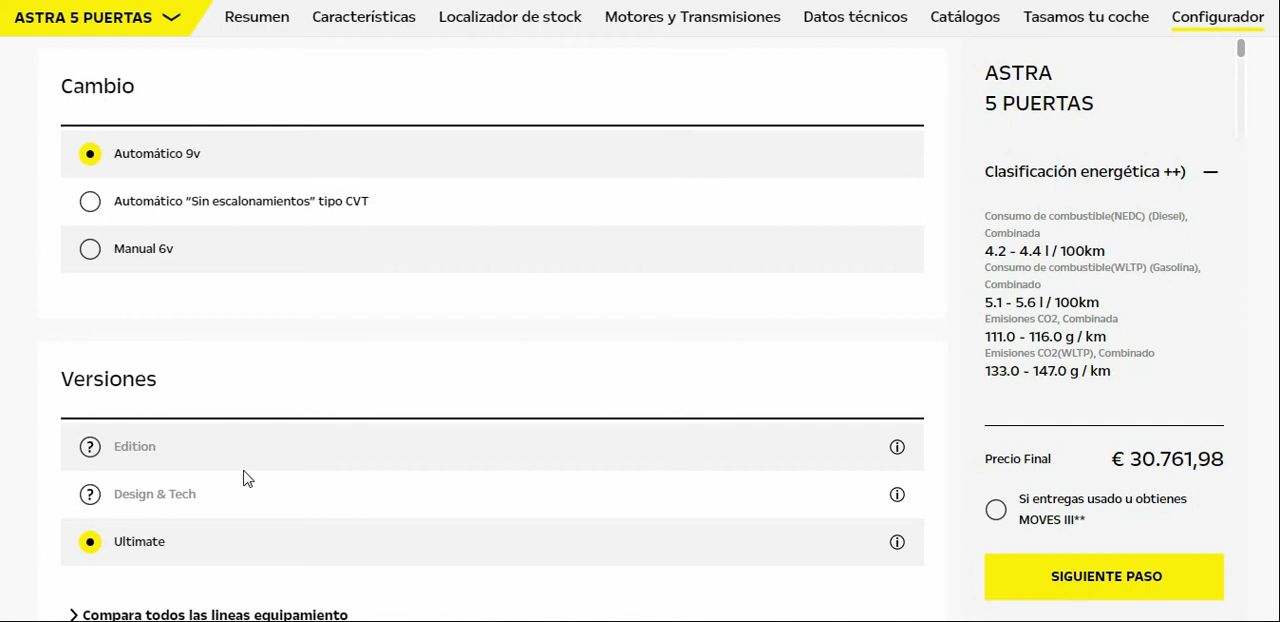 ASTRA 5 PUERTAS
Resumen
Características
Localizador de stock
Motores y Transmisiones
Datos técnicos
Catálogos
Tasamos tu coche
Configurador
Cambio
Automático 9v
Automático “Sin escalonamientos” tipo CVT
Manual 6v
Versiones
? Edition
? Design & Tech
Ultimate
Compara todos las lineas equipamiento
ASTRA
5 PUERTAS
Clasificación energética ++)
Consumo de combustible(NEDC) (Diesel),
Combinada
4.2 - 4.4 l / 100km
Consumo de combustible(WLTP) (Gasolina),
Combinado
5.1 - 5.6 l / 100km
Emisiones CO2, Combinada
111.0 - 116.0 g / km
Emisiones CO2(WLTP), Combinado
133.0 - 147.0 g / km
Precio Final € 30.761,98
Si entregas usado u obtienes
MOVES III**
SIGUIENTE PASO